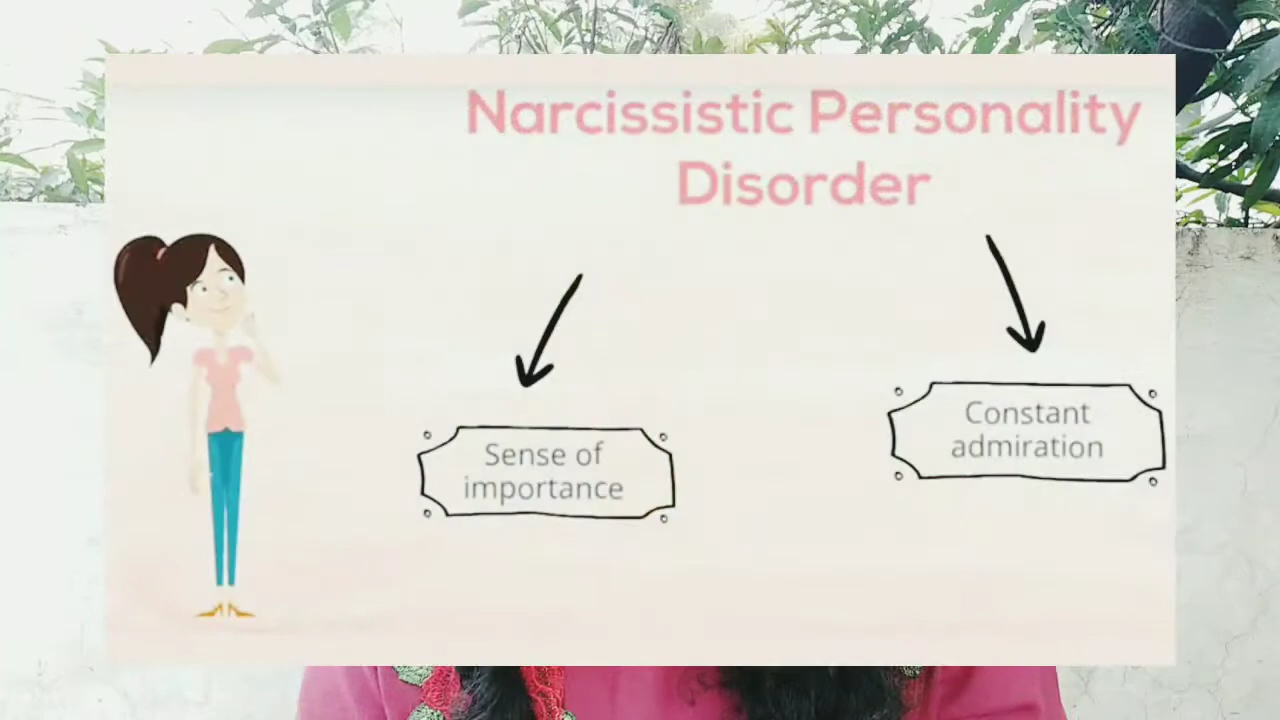 Narcissistic Personality
Disorder
Sense of
importance
Constant
admiration